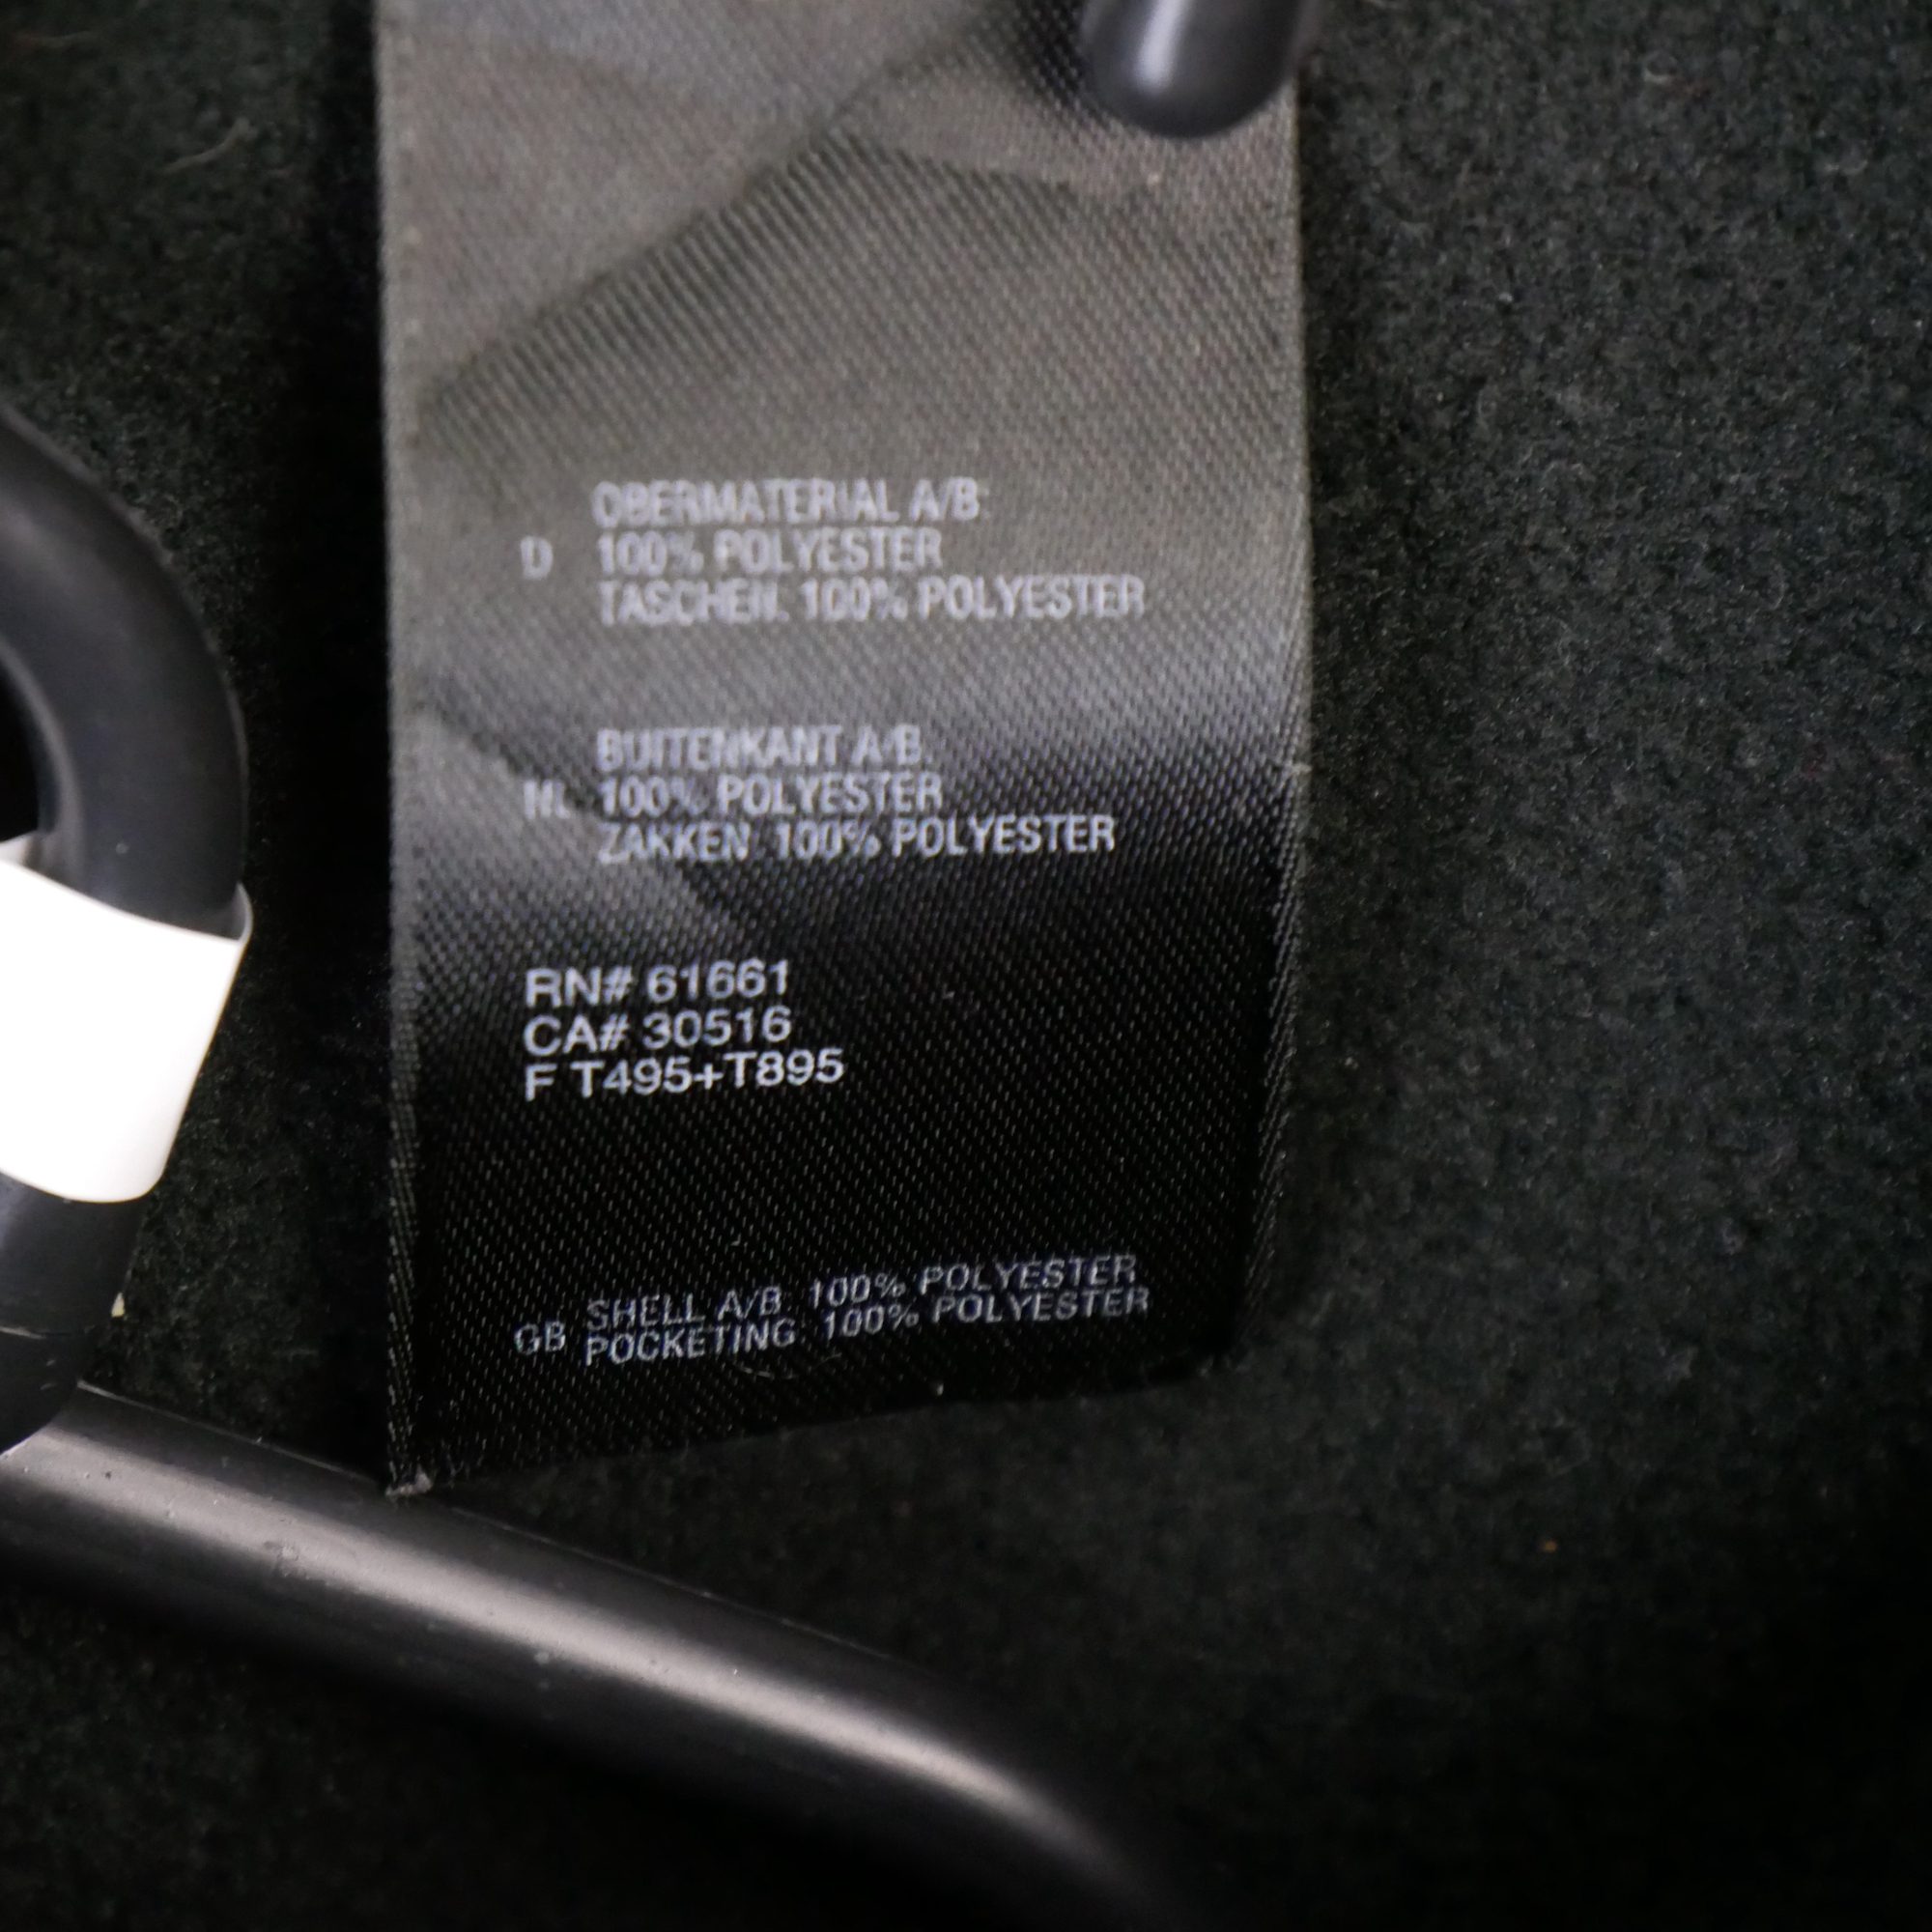 OBERMATERIAL A/B:
D 100% POLYESTER
TASCHEN: 100% POLYESTER
BUITENKANT A/B:
NL 100% POLYESTER
ZAKKEN: 100% POLYESTER
RN# 61661
CA# 30516
F T495+T895
SHELL A/B: 100% POLYESTER
GB POCKETING: 100% POLYESTER